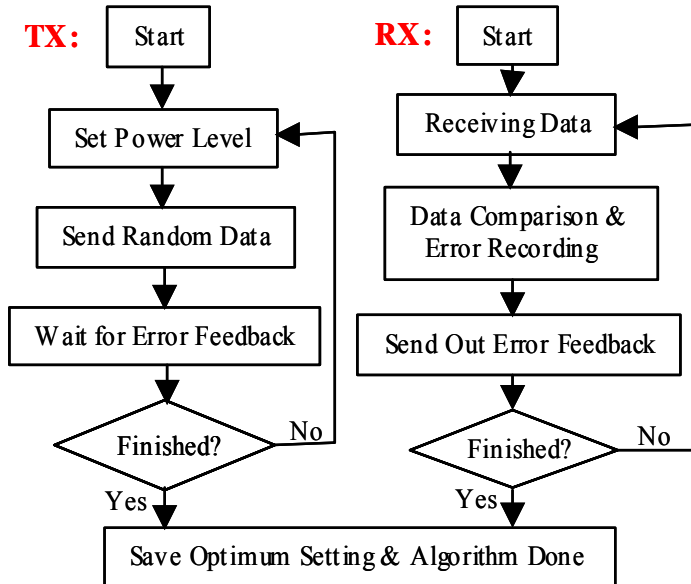 TX:
Start
Set Power Level
Send Random Data
Wait for Error Feedback
Finished?
No
Yes
RX:
Start
Receiving Data
Data Comparison &
Error Recording
Send Out Error Feedback
Finished?
No
Yes
Save Optimum Setting & Algorithm Done